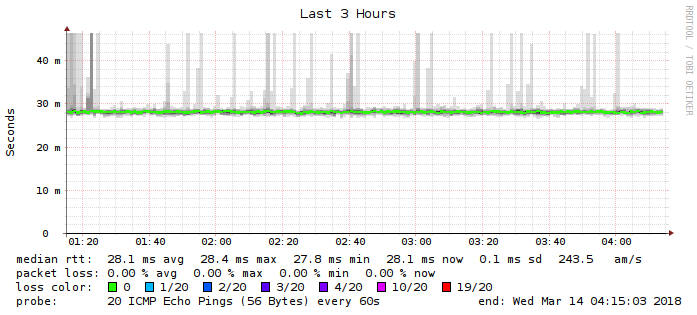 Last 3 Hours
RRDTOOL / TOBI OETIKER
Seconds
40 m
30 m
20 m
10 m
0
01:20 01:40 02:00 02:20 02:40 03:00 03:20 03:40 04:00
median rtt: 28.1 ms avg 28.4 ms max 27.8 ms min 28.1 ms now 0.1 ms sd 243.5 am/s
packet loss: 0.00 % avg 0.00 % max 0.00 % min 0.00 % now
loss color: 0 1/20 2/20 3/20 4/20 10/20 19/20
probe: 20 ICMP Echo Pings (56 Bytes) every 60s end: Wed Mar 14 04:15:03 2018